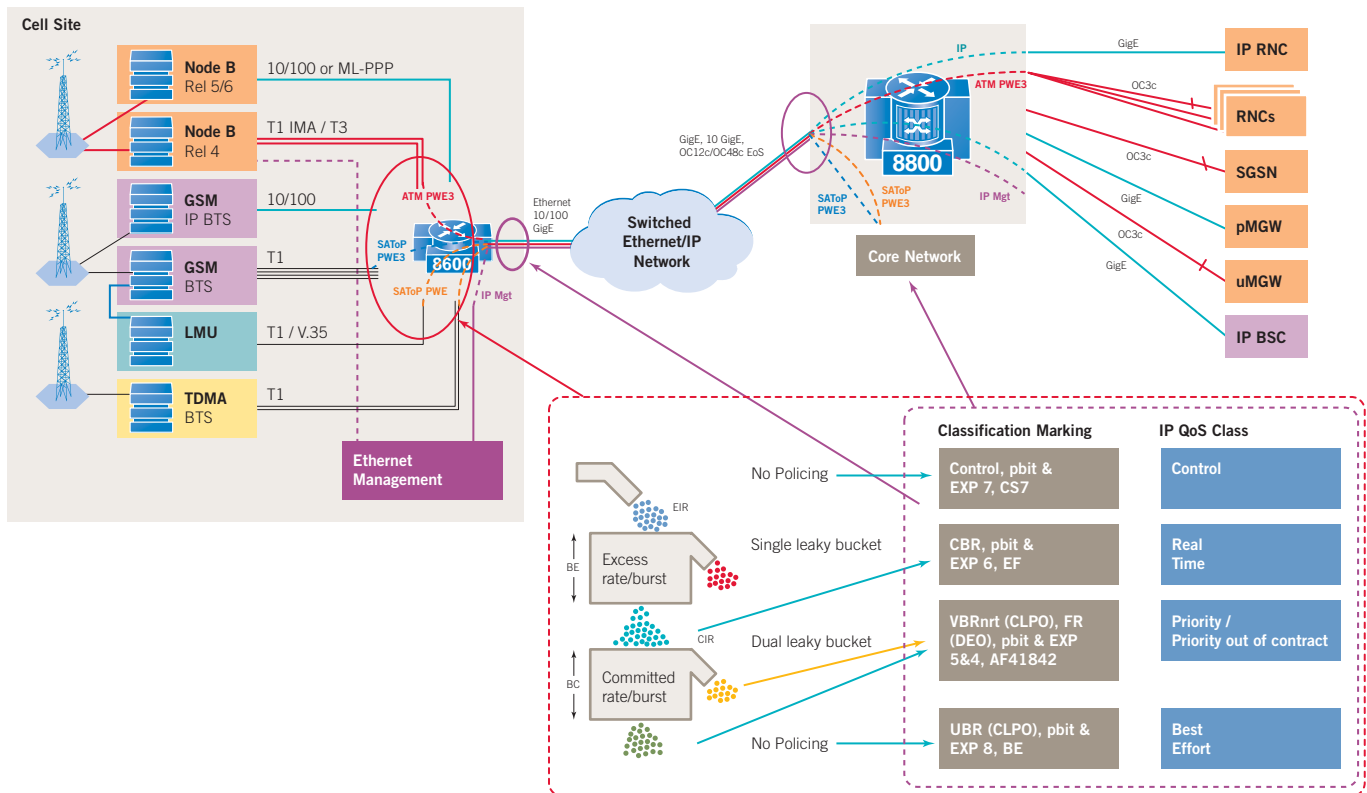 Cell Site
Node B
Rel 5/6
10/100 or ML-PPP
Node B
Rel 4
T1 IMA / T3
GSM
IP BTS
10/100
GSM
BTS
T1
LMU
T1 / V.35
TDMA
BTS
T1
ATM PWE3
SAToP
PWE3
8600
SAToP PWE
IP Mgt
Ethernet
Management
Ethernet
10/100
GigE
Switched
Ethernet/IP
Network
GigE, 10 GigE,
OC12c/OC48c EoS
IP
ATM PWE3
8800
SAToP
PWE3
SAToP
PWE3
IP Mgt
Core Network
GigE
OC3c
OC3c
GigE
OC3c
GigE
IP RNC
RNCs
SGSN
pMGW
uMGW
IP BSC
Classification Marking
IP QoS Class
No Policing
Control, pbit &
EXP 7, CS7
Control
EIR
BE
Excess
rate/burst
Single leaky bucket
CBR, pbit &
EXP 6, EF
Real
Time
CIR
Dual leaky bucket
VBRnrt (CLPO), FR
(DEO), pbit & EXP
5&4, AF41842
Priority /
Priority out of contract
BC
Committed
rate/burst
No Policing
UBR (CLPO), pbit &
EXP 8, BE
Best
Effort